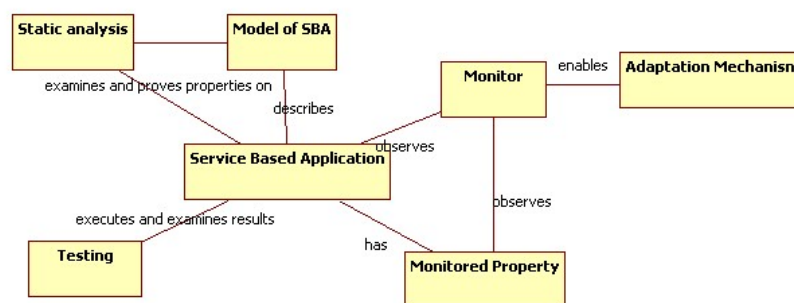 Static analysis
Model of SBA
Monitor
enables
Adaptation Mechanism
examines and proves properties on
describes
Service Based Application
observes
executes and examines results
observes
has
Testing
Monitored Property